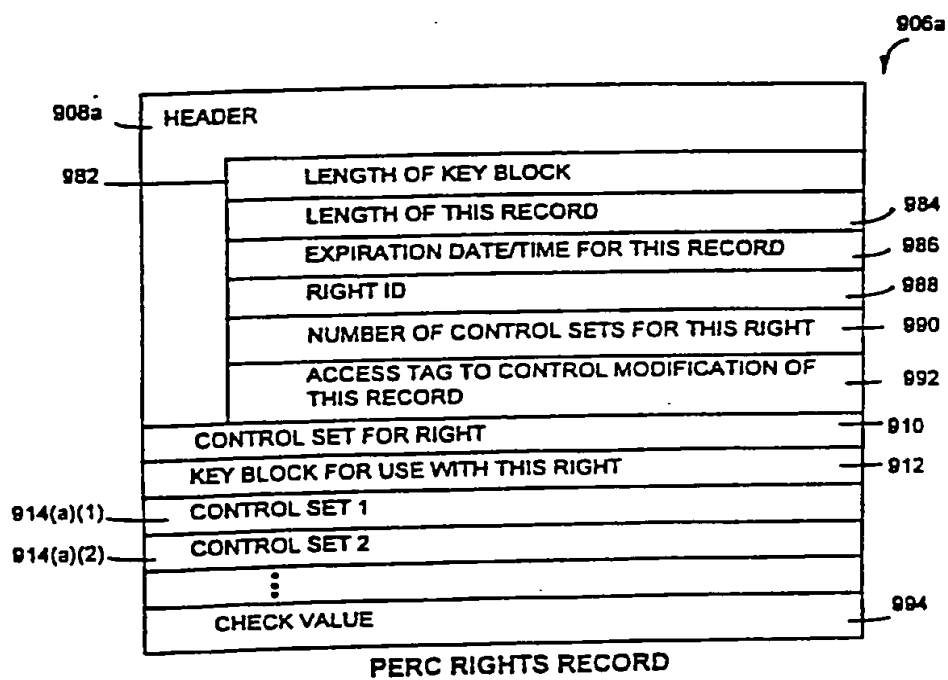 906a
908a HEADER
982 LENGTH OF KEY BLOCK
LENGTH OF THIS RECORD 984
EXPIRATION DATE/TIME FOR THIS RECORD 986
RIGHT ID 988
NUMBER OF CONTROL SETS FOR THIS RIGHT 990
ACCESS TAG TO CONTROL MODIFICATION OF 992
THIS RECORD
CONTROL SET FOR RIGHT 910
KEY BLOCK FOR USE WITH THIS RIGHT 912
914(a)(1) CONTROL SET 1
914(a)(2) CONTROL SET 2
CHECK VALUE 994
PERC RIGHTS RECORD